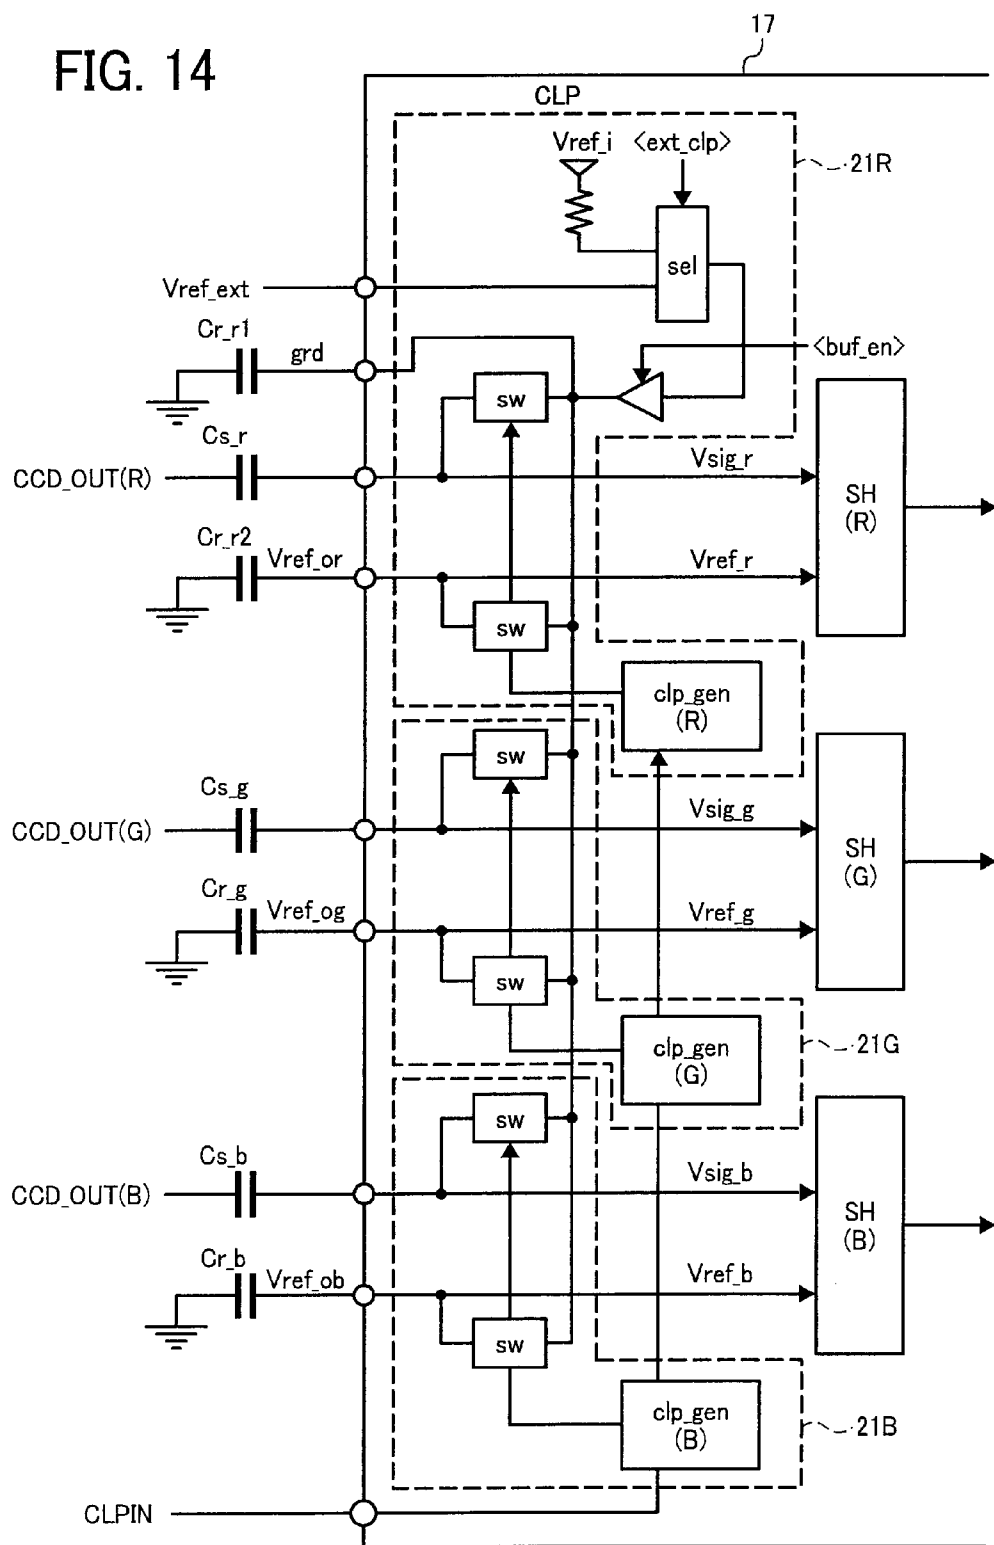 FIG. 14
17
CLP
Vref_i <ext_clp>
21R
sel
Vref_ext
Cr_r1
grd
<buf_en>
sw
Cs_r
CCD_OUT(R)
Vsig_r
SH
(R)
Cr_r2
Vref_or
Vref_r
sw
clp_gen
(R)
sw
Cs_g
CCD_OUT(G)
Vsig_g
SH
(G)
Cr_g
Vref_og
Vref_g
sw
clp_gen
(G)
21G
sw
Cs_b
CCD_OUT(B)
Vsig_b
SH
(B)
Cr_b
Vref_ob
Vref_b
sw
clp_gen
(B)
21B
CLPIN